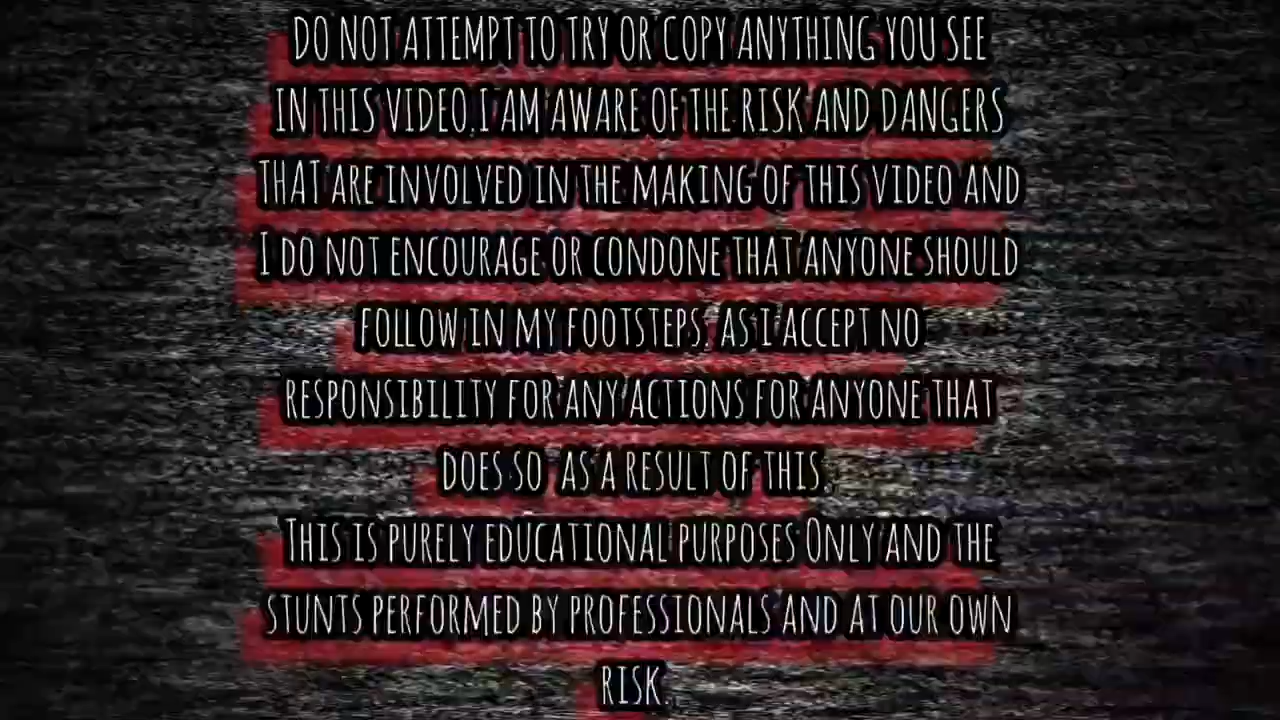 DO NOT ATTEMPT TO TRY OR COPY ANYTHING YOU SEE
IN THIS VIDEO,I AM AWARE OF THE RISK AND DANGERS
THAT ARE INVOLVED IN THE MAKING OF THIS VIDEO AND
I DO NOT ENCOURAGE OR CONDONE THAT ANYONE SHOULD
FOLLOW IN MY FOOTSTEPS, AS I ACCEPT NO
RESPONSIBILITY FOR ANY ACTIONS FOR ANYONE THAT
DOES SO AS A RESULT OF THIS.
THIS IS PURELY EDUCATIONAL PURPOSES ONLY AND THE
STUNTS PERFORMED BY PROFESSIONALS AND AT OUR OWN
RISK.